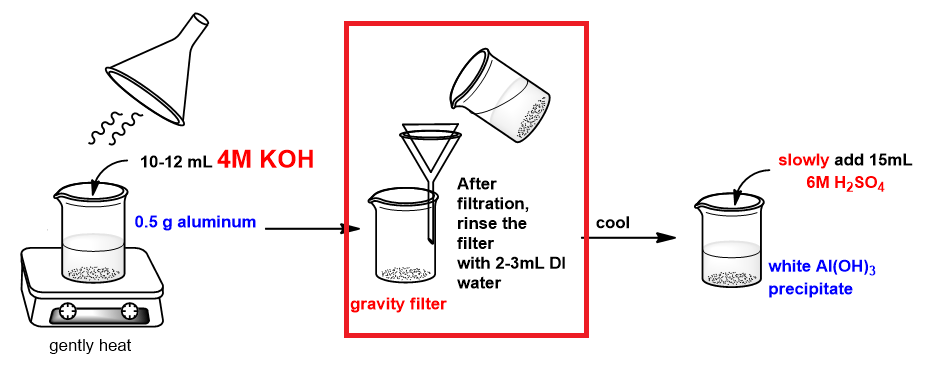 10-12 mL 4M KOH
0.5 g aluminum
gently heat
After
filtration,
rinse the
filter
with 2-3mL DI
water
gravity filter
cool
slowly add 15mL
6M H₂SO₄
white Al(OH)₃
precipitate